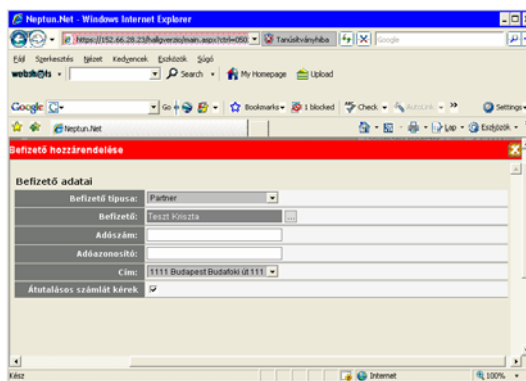 Neptun.Net - Windows Internet Explorer
https://152.66.28.23/hallgverzio/main.aspx?ctrl=050 Tanúsítványhiba Google
Fájl Szerkesztés Nézet Kedvencek Eszközök Súgó
Search My Homepage Upload
Google Go Bookmarks 1 blocked Check AutoLink Settings
Neptun.Net Lap Eszközök
Befizető hozzárendelése
Befizető adatai
Befizető típusa: Partner
Befizető: Teszt Kriszta ...
Adószám:
Adóazonosító:
Cím: 1111 Budapest Budafoki út 111
Átutalásos számlát kérek
Kész Internet 100%